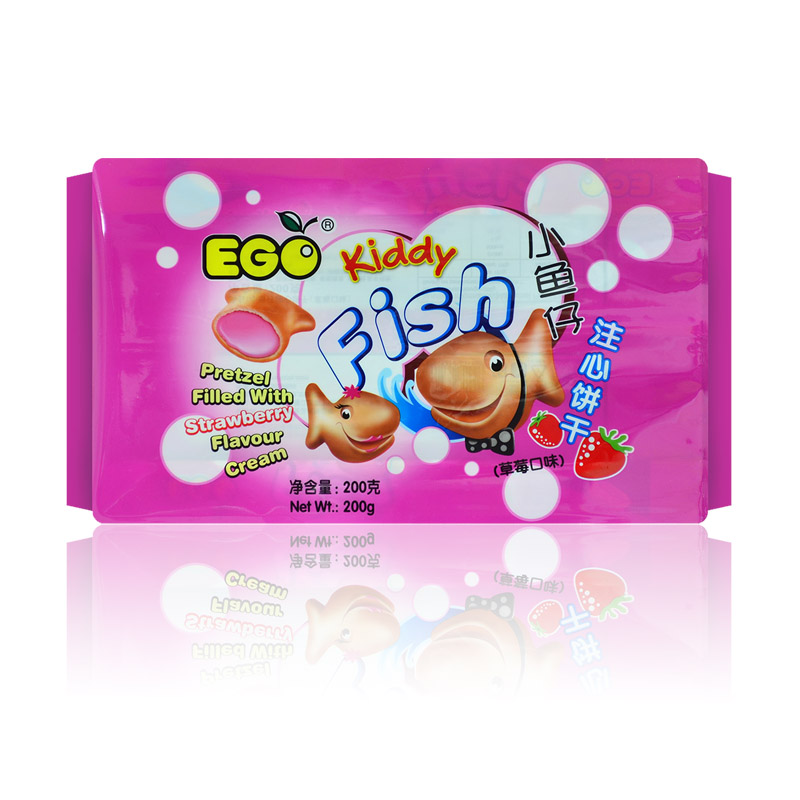 EGO®
Kiddy
Fish
小鱼仔
注心饼干
(草莓口味)
Pretzel
Filled With
Strawberry
Flavour
Cream
净含量：200克
Net Wt.: 200g